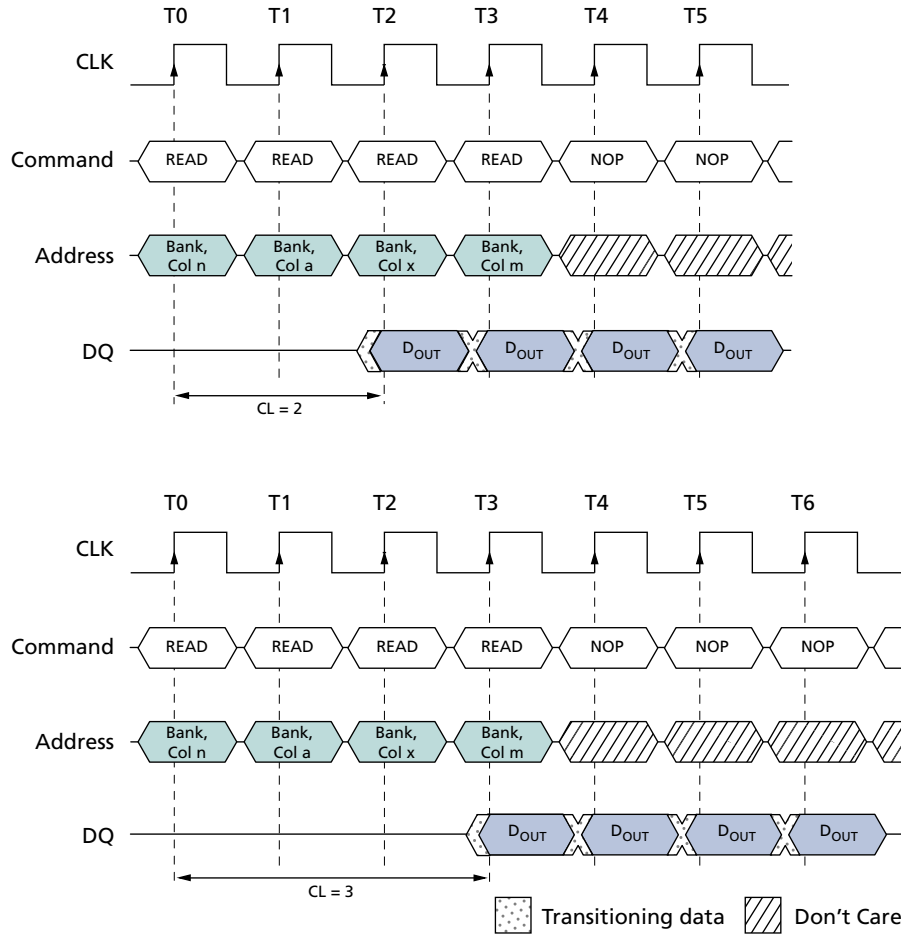 T0 T1 T2 T3 T4 T5
CLK
Command READ READ READ READ NOP NOP
Address Bank, Col n Bank, Col a Bank, Col x Bank, Col m
DQ DOUT DOUT DOUT DOUT
CL = 2
T0 T1 T2 T3 T4 T5 T6
CLK
Command READ READ READ READ NOP NOP NOP
Address Bank, Col n Bank, Col a Bank, Col x Bank, Col m
DQ DOUT DOUT DOUT DOUT
CL = 3
Transitioning data Don't Care